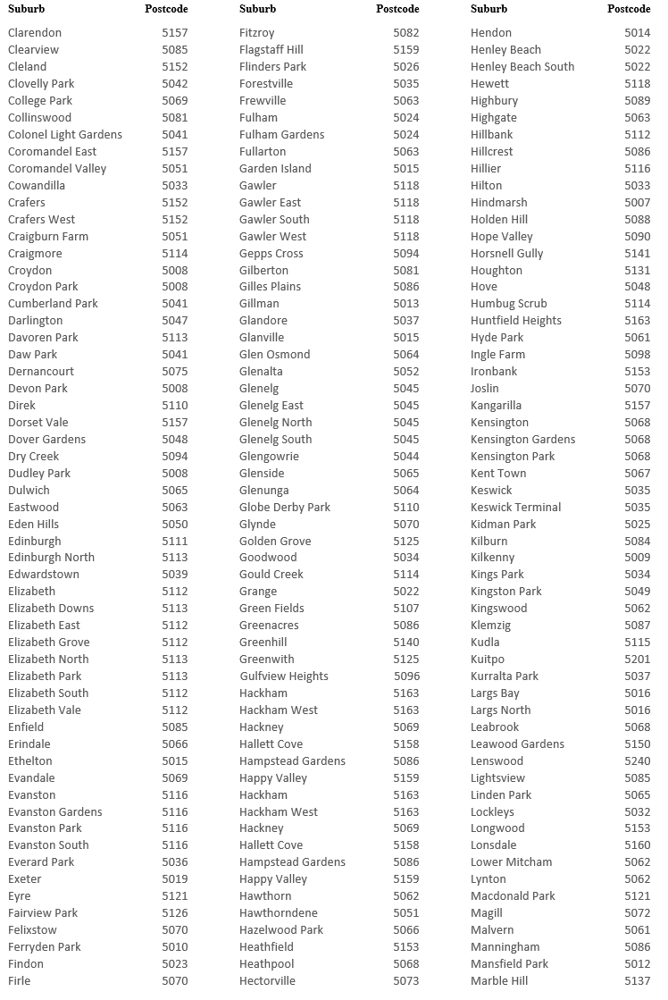 Suburb Postcode Suburb Postcode Suburb Postcode
Clarendon 5157 Fitzroy 5082 Hendon 5014
Clearview 5085 Flagstaff Hill 5159 Henley Beach 5022
Cleland 5152 Flinders Park 5026 Henley Beach South 5022
Clovelly Park 5042 Forestville 5035 Hewett 5118
College Park 5069 Frewville 5063 Highbury 5089
Collinswood 5081 Fulham 5024 Highgate 5063
Colonel Light Gardens 5041 Fulham Gardens 5024 Hillbank 5112
Coromandel East 5157 Fullarton 5063 Hillcrest 5086
Coromandel Valley 5051 Garden Island 5015 Hillier 5116
Cowandilla 5033 Gawler 5118 Hilton 5033
Crafers 5152 Gawler East 5118 Hindmarsh 5007
Crafers West 5152 Gawler South 5118 Holden Hill 5088
Craigburn Farm 5051 Gawler West 5118 Hope Valley 5090
Craigmore 5114 Gepps Cross 5094 Horsnell Gully 5141
Croydon 5008 Gilberton 5081 Houghton 5131
Croydon Park 5008 Gilles Plains 5086 Hove 5048
Cumberland Park 5041 Gillman 5013 Humbug Scrub 5114
Darlington 5047 Glandore 5037 Huntfield Heights 5163
Davoren Park 5113 Glanville 5015 Hyde Park 5061
Daw Park 5041 Glen Osmond 5064 Ingle Farm 5098
Dernancourt 5075 Glenalta 5052 Ironbank 5153
Devon Park 5008 Glenelg 5045 Joslin 5070
Direk 5110 Glenelg East 5045 Kangarilla 5157
Dorset Vale 5157 Glenelg North 5045 Kensington 5068
Dover Gardens 5048 Glenelg South 5045 Kensington Gardens 5068
Dry Creek 5094 Glengowrie 5044 Kensington Park 5068
Dudley Park 5008 Glenside 5065 Kent Town 5067
Dulwich 5065 Glenunga 5064 Keswick 5035
Eastwood 5063 Globe Derby Park 5110 Keswick Terminal 5035
Eden Hills 5050 Glynde 5070 Kidman Park 5025
Edinburgh 5111 Golden Grove 5125 Kilburn 5084
Edinburgh North 5113 Goodwood 5034 Kilkenny 5009
Edwardstown 5039 Gould Creek 5114 Kings Park 5034
Elizabeth 5112 Grange 5022 Kingston Park 5049
Elizabeth Downs 5113 Green Fields 5107 Kingswood 5062
Elizabeth East 5112 Greenacres 5086 Klemzig 5087
Elizabeth Grove 5112 Greenhill 5140 Kudla 5115
Elizabeth North 5113 Greenwith 5125 Kuitpo 5201
Elizabeth Park 5113 Gulfview Heights 5096 Kurralta Park 5037
Elizabeth South 5112 Hackham 5163 Largs Bay 5016
Elizabeth Vale 5112 Hackham West 5163 Largs North 5016
Enfield 5085 Hackney 5069 Leabrook 5068
Erindale 5066 Hallett Cove 5158 Leawood Gardens 5150
Ethelton 5015 Hampstead Gardens 5086 Lenswood 5240
Evandale 5069 Happy Valley 5159 Lightsview 5085
Evanston 5116 Hackham 5163 Linden Park 5065
Evanston Gardens 5116 Hackham West 5163 Lockleys 5032
Evanston Park 5116 Hackney 5069 Longwood 5153
Evanston South 5116 Hallett Cove 5158 Lonsdale 5160
Everard Park 5036 Hampstead Gardens 5086 Lower Mitcham 5062
Exeter 5019 Happy Valley 5159 Lynton 5062
Eyre 5121 Hawthorn 5062 Macdonald Park 5121
Fairview Park 5126 Hawthorndene 5051 Magill 5072
Felixstow 5070 Hazelwood Park 5066 Malvern 5061
Ferryden Park 5010 Heathfield 5153 Manningham 5086
Findon 5023 Heathpool 5068 Mansfield Park 5012
Firle 5070 Hectorville 5073 Marble Hill 5137